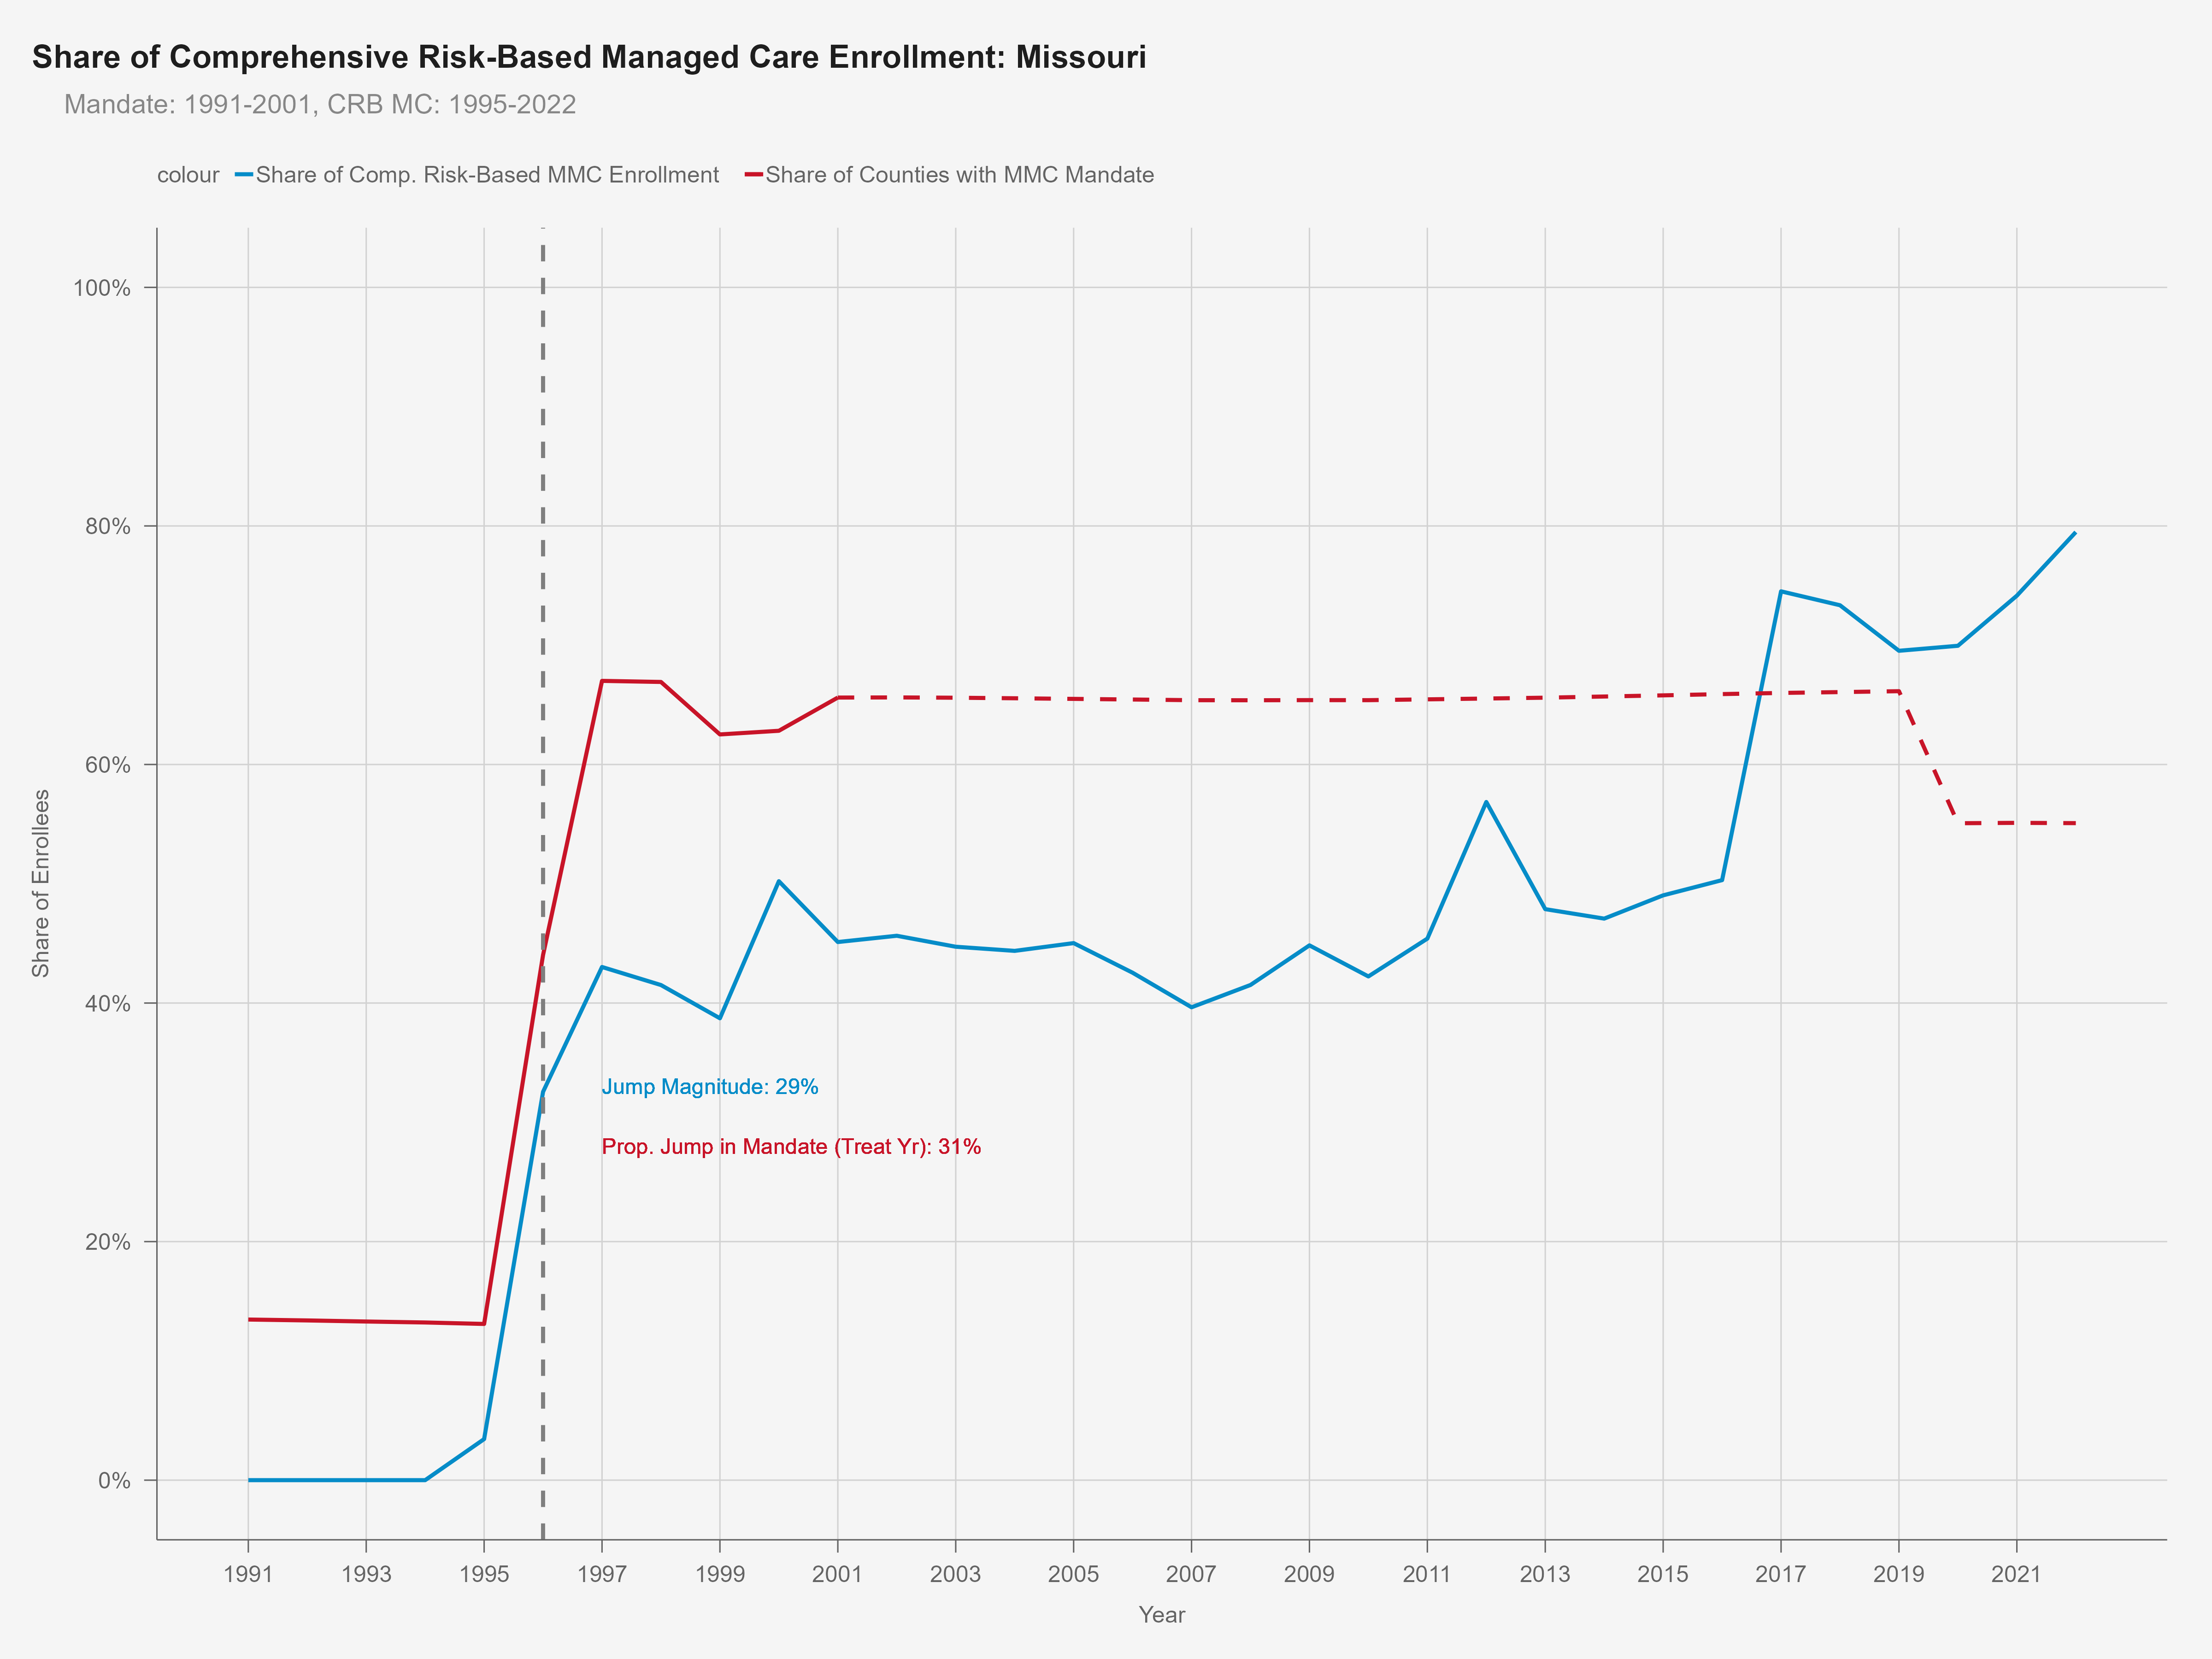 Share of Comprehensive Risk-Based Managed Care Enrollment: Missouri
Mandate: 1991-2001, CRB MC: 1995-2022
colour Share of Comp. Risk-Based MMC Enrollment Share of Counties with MMC Mandate
100%
80%
60%
40%
20%
0%
Share of Enrollees
Jump Magnitude: 29%
Prop. Jump in Mandate (Treat Yr): 31%
1991 1993 1995 1997 1999 2001 2003 2005 2007 2009 2011 2013 2015 2017 2019 2021
Year